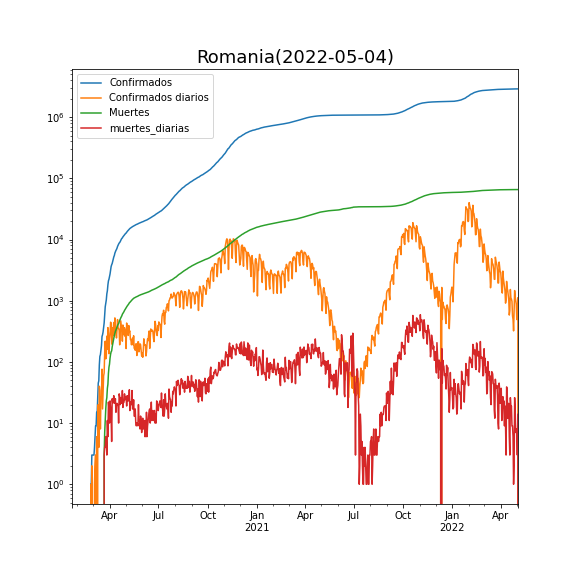 Romania(2022-05-04)
Confirmados
Confirmados diarios
Muertes
muertes_diarias
10⁶
10⁵
10⁴
10³
10²
10¹
10⁰
Apr Jul Oct Jan Apr Jul Oct Jan Apr
2021 2022